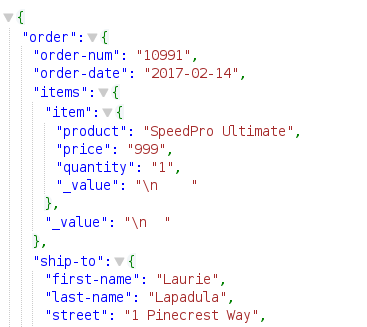 {
"order": {
"order-num": "10991",
"order-date": "2017-02-14",
"items": {
"item": {
"product": "SpeedPro Ultimate",
"price": "999",
"quantity": "1",
"_value": "\n    "
},
"_value": "\n  "
},
"ship-to": {
"first-name": "Laurie",
"last-name": "Lapadula",
"street": "1 Pinecrest Way",